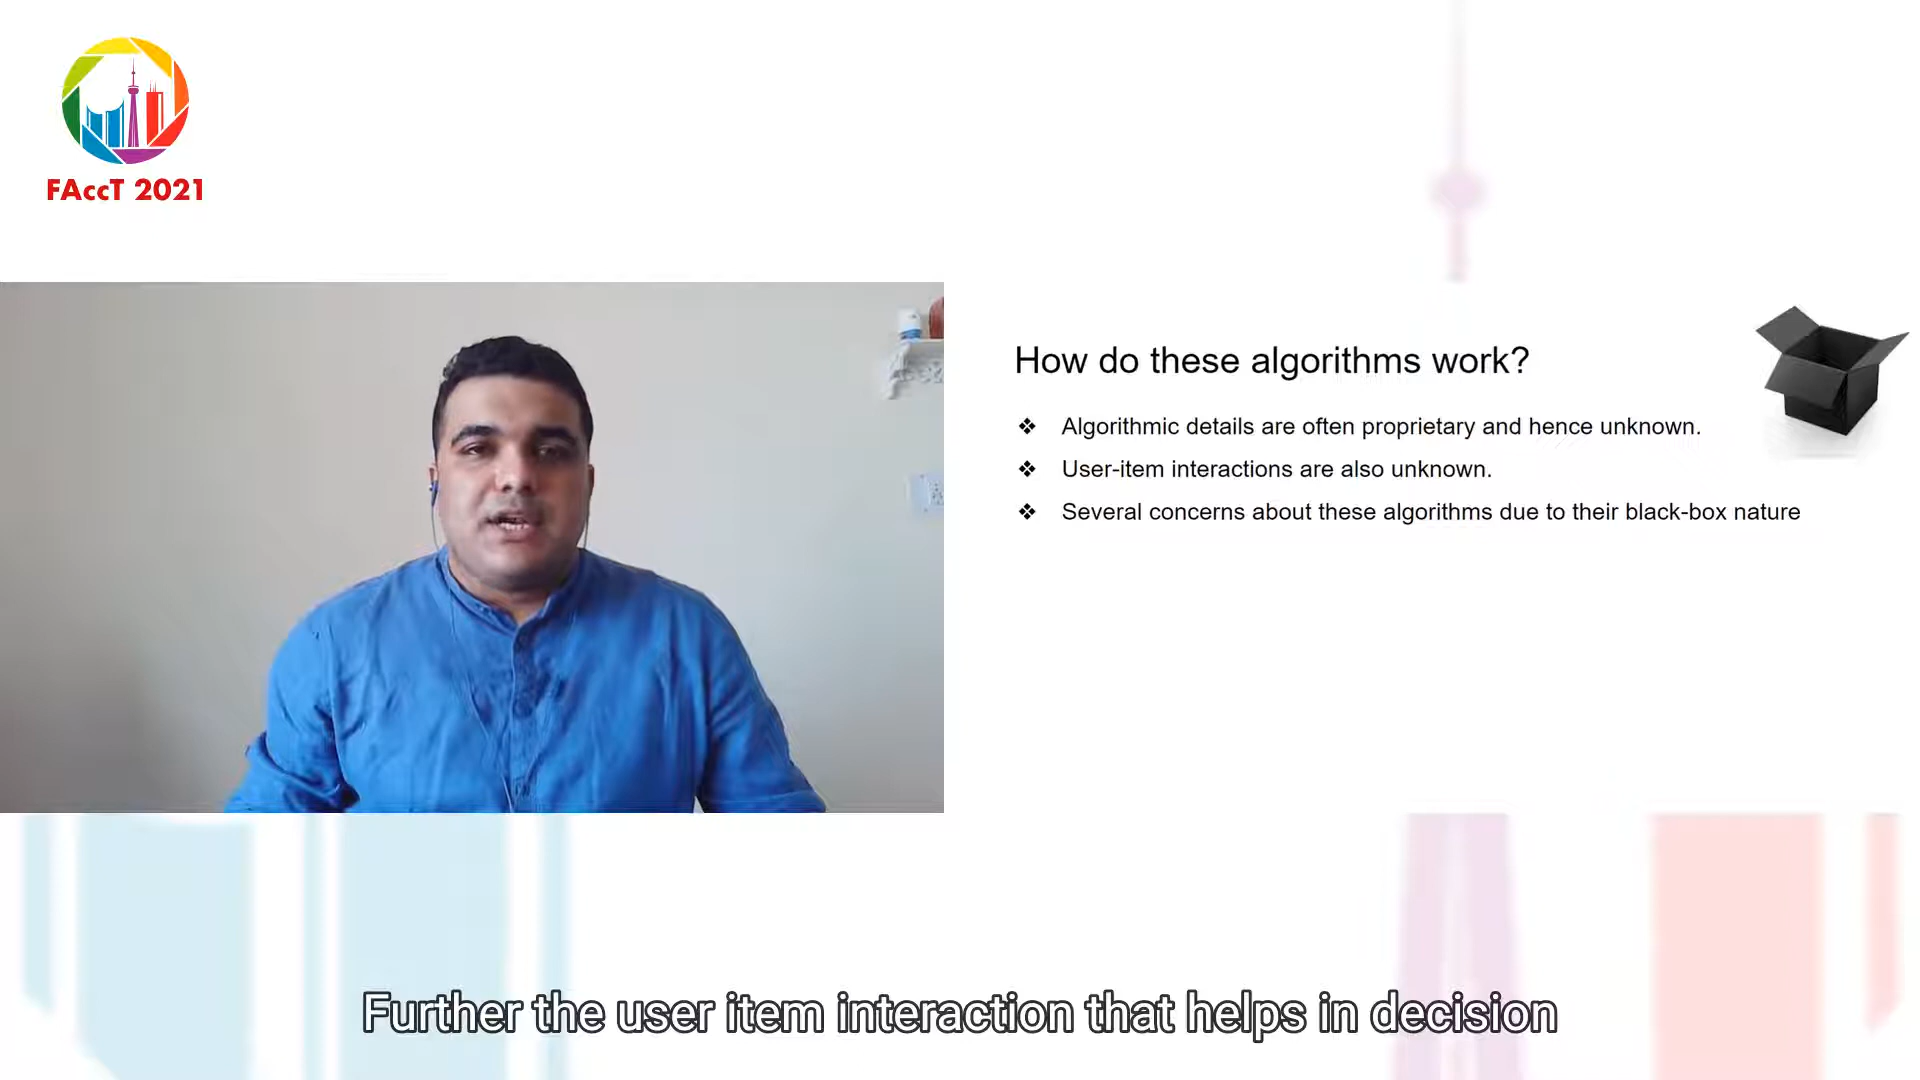 FAccT 2021
How do these algorithms work?
❖ Algorithmic details are often proprietary and hence unknown.
❖ User-item interactions are also unknown.
❖ Several concerns about these algorithms due to their black-box nature
Further the user item interaction that helps in decision